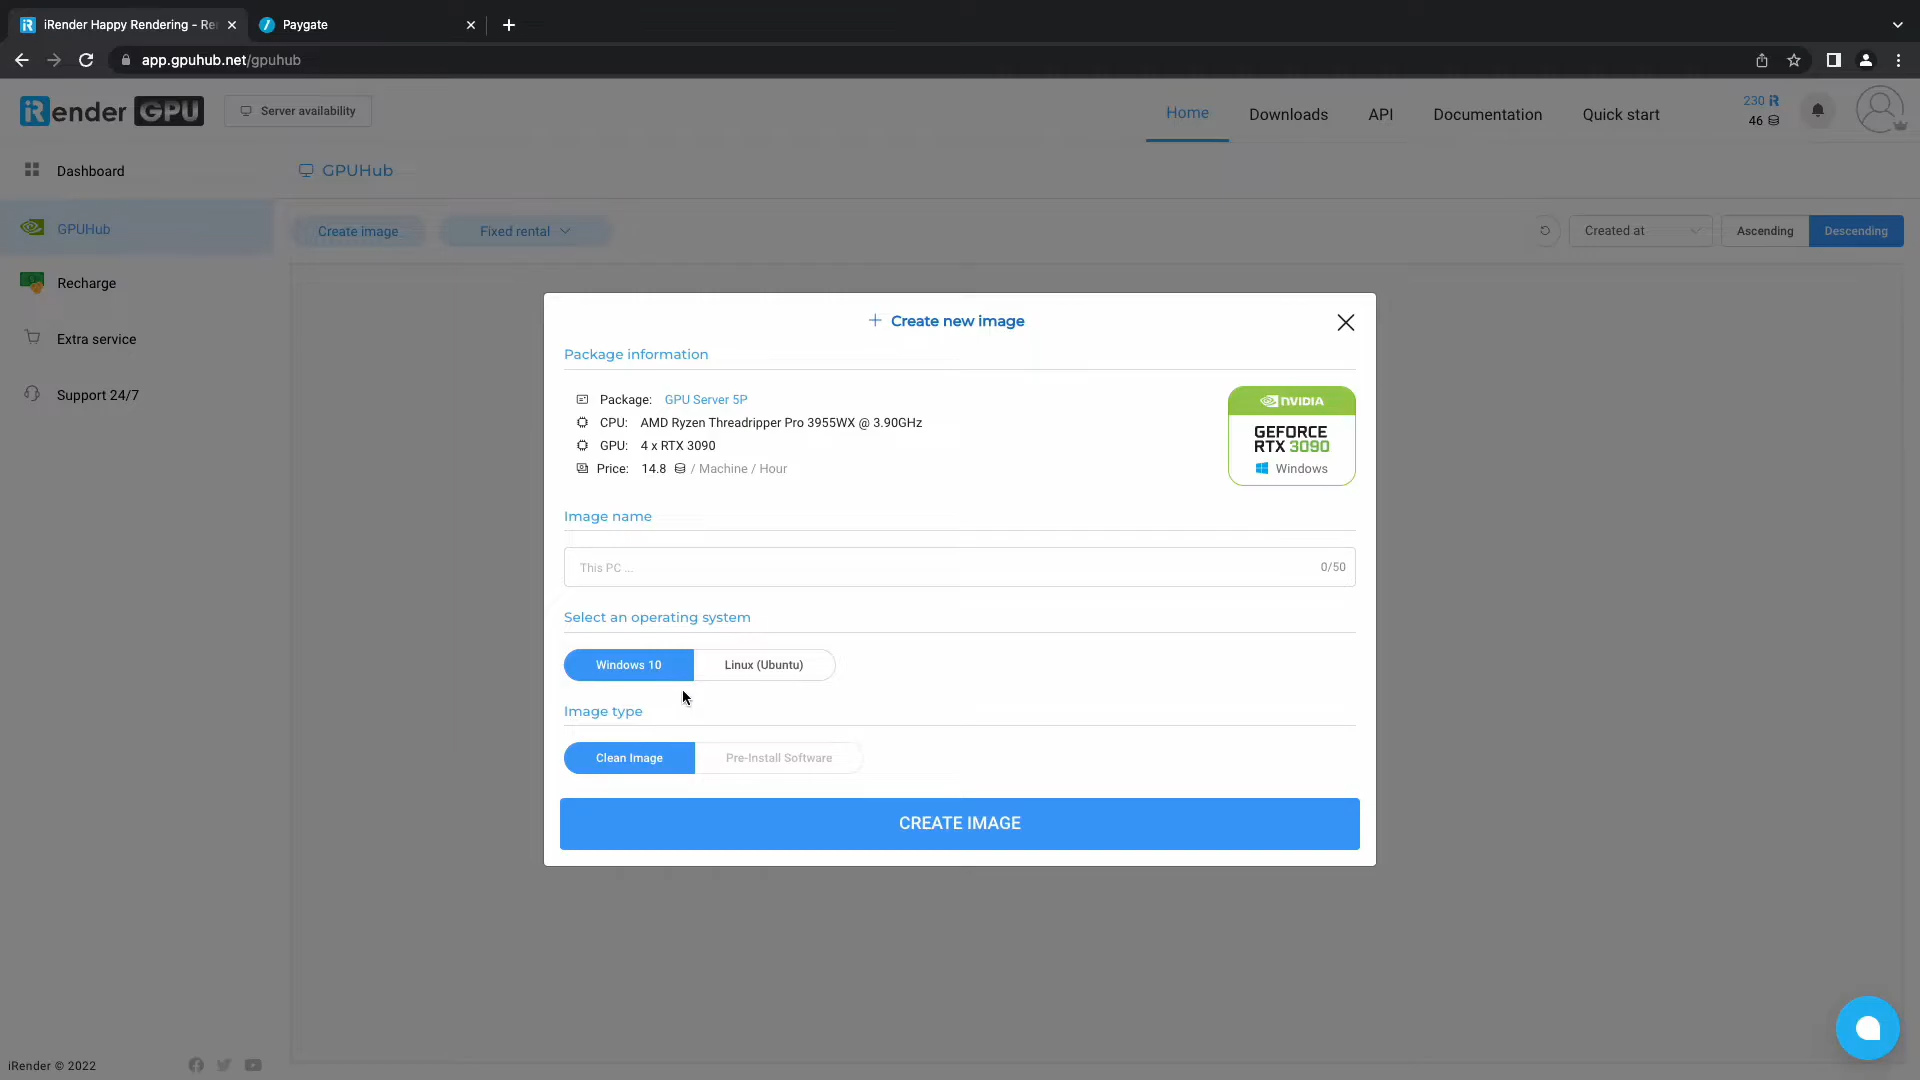 iRender Happy Rendering - Re
Paygate
app.gpuhub.net/gpuhub
iRender GPU
Server availability
Home
Downloads
API
Documentation
Quick start
230
46
Dashboard
GPUHub
Recharge
Extra service
Support 24/7
GPUHub
Create image
Fixed rental
Created at
Ascending
Descending
Create new image
Package information
Package: GPU Server 5P
CPU: AMD Ryzen Threadripper Pro 3955WX @ 3.90GHz
GPU: 4 x RTX 3090
Price: 14.8 / Machine / Hour
NVIDIA
GEFORCE
RTX 3090
Windows
Image name
This PC ...
0/50
Select an operating system
Windows 10
Linux (Ubuntu)
Image type
Clean Image
Pre-Install Software
CREATE IMAGE
iRender © 2022